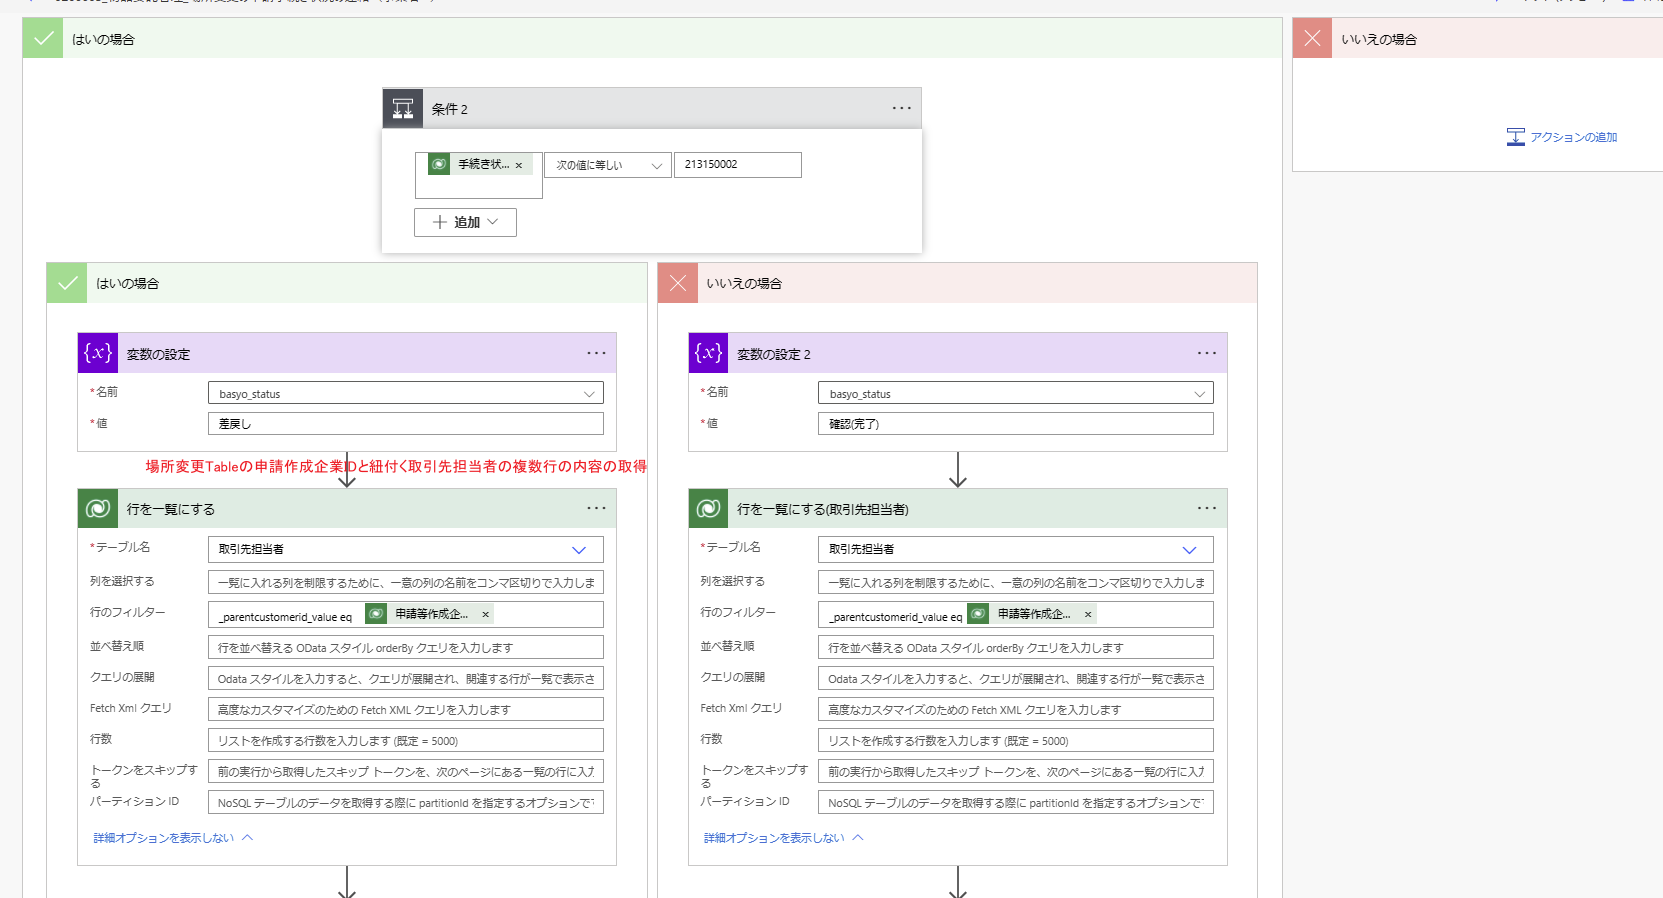 はいの場合
いいえの場合
アクションの追加
条件 2
手続き状... ×
次の値に等しい
213150002
追加
はいの場合
いいえの場合
変数の設定
*名前
basyo_status
*値
差戻し
変数の設定 2
*名前
basyo_status
*値
確認(完了)
場所変更Tableの申請作成企業IDと紐付く取引先担当者の複数行の内容の取得
行を一覧にする
*テーブル名
取引先担当者
列を選択する
一覧に入れる列を制限するために、一意の列の名前をコンマ区切りで入力しま
行のフィルター
_parentcustomerid_value eq 申請等作成企... ×
並べ替え順
行を並べ替える OData スタイル orderBy クエリを入力します
クエリの展開
Odata スタイルを入力すると、クエリが展開され、関連する行が一覧で表示さ
Fetch Xml クエリ
高度なカスタマイズのための Fetch XML クエリを入力します
行数
リストを作成する行数を入力します (既定 = 5000)
トークンをスキップす
る
前の実行から取得したスキップ トークンを、次のページにある一覧の行に入力
パーティション ID
NoSQL テーブルのデータを取得する際に partitionId を指定するオプションです
詳細オプションを表示しない
行を一覧にする(取引先担当者)
*テーブル名
取引先担当者
列を選択する
一覧に入れる列を制限するために、一意の列の名前をコンマ区切りで入力しま
行のフィルター
_parentcustomerid_value eq 申請等作成企... ×
並べ替え順
行を並べ替える OData スタイル orderBy クエリを入力します
クエリの展開
Odata スタイルを入力すると、クエリが展開され、関連する行が一覧で表示さ
Fetch Xml クエリ
高度なカスタマイズのための Fetch XML クエリを入力します
行数
リストを作成する行数を入力します (既定 = 5000)
トークンをスキップす
る
前の実行から取得したスキップ トークンを、次のページにある一覧の行に入力
パーティション ID
NoSQL テーブルのデータを取得する際に partitionId を指定するオプションです
詳細オプションを表示しない